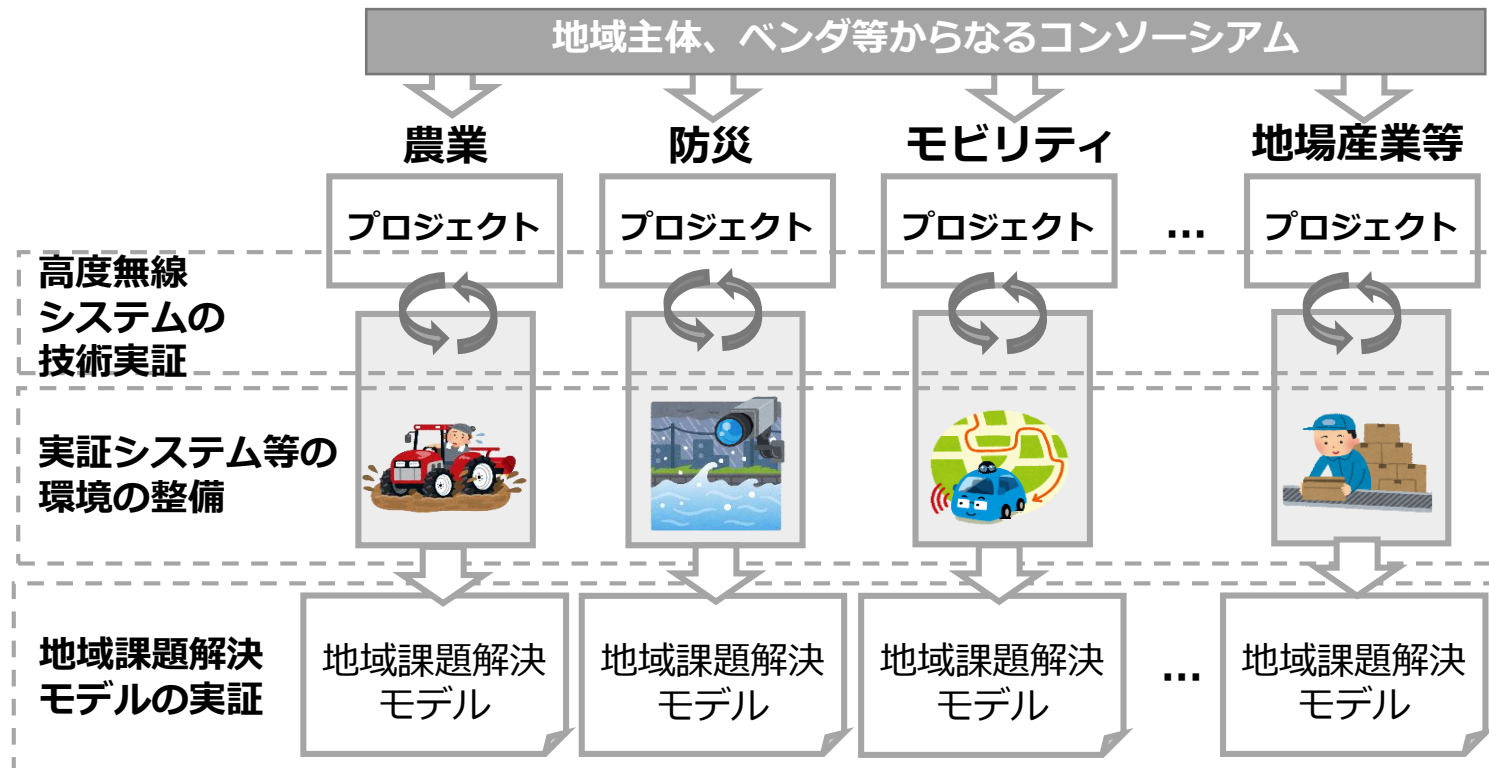 地域主体、ベンダ等からなるコンソーシアム
農業
防災
モビリティ
地場産業等
プロジェクト
プロジェクト
プロジェクト
…
プロジェクト
高度無線
システムの
技術実証
実証システム等の
環境の整備
地域課題解決
モデルの実証
地域課題解決
モデル
地域課題解決
モデル
地域課題解決
モデル
…
地域課題解決
モデル